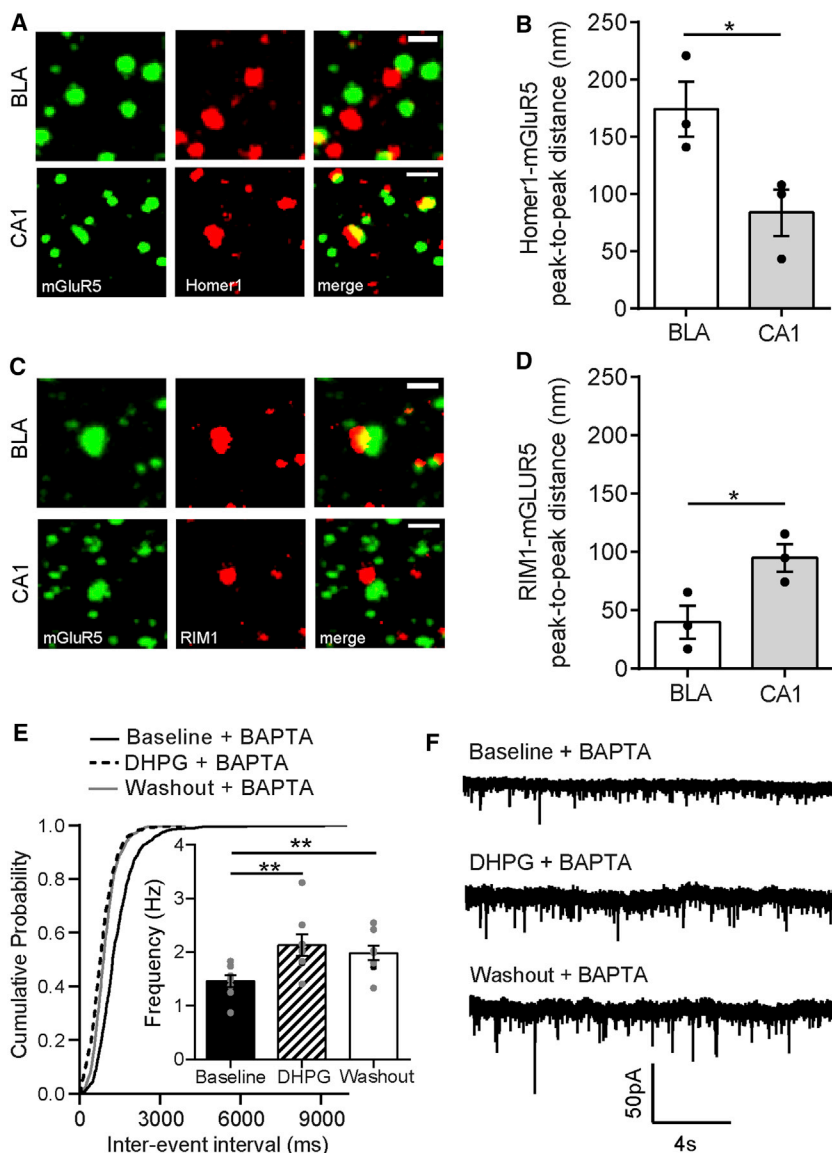 A
BLA
CA1
mGluR5
Homer1
merge
B
Homer1-mGluR5
peak-to-peak distance (nm)
250
200
150
100
50
0
*
BLA
CA1
C
BLA
CA1
mGluR5
RIM1
merge
D
RIM1-mGLUR5
peak-to-peak distance (nm)
250
200
150
100
50
0
*
BLA
CA1
E
Baseline + BAPTA
DHPG + BAPTA
Washout + BAPTA
Cumulative Probability
1.0
0.8
0.6
0.4
0.2
0.0
0
3000
6000
9000
Inter-event interval (ms)
Frequency (Hz)
4
3
2
1
0
**
**
Baseline
DHPG
Washout
F
Baseline + BAPTA
DHPG + BAPTA
Washout + BAPTA
50pA
4s